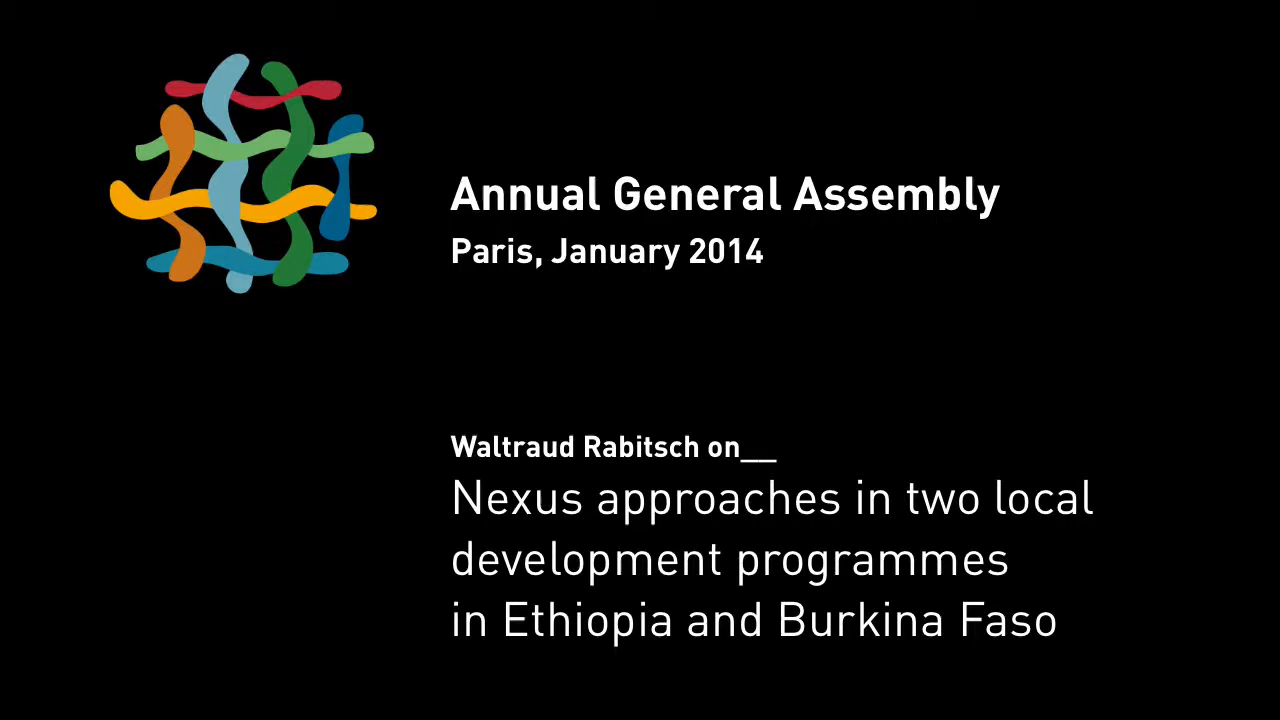 Annual General Assembly
Paris, January 2014
Waltraud Rabitsch on__
Nexus approaches in two local
development programmes
in Ethiopia and Burkina Faso